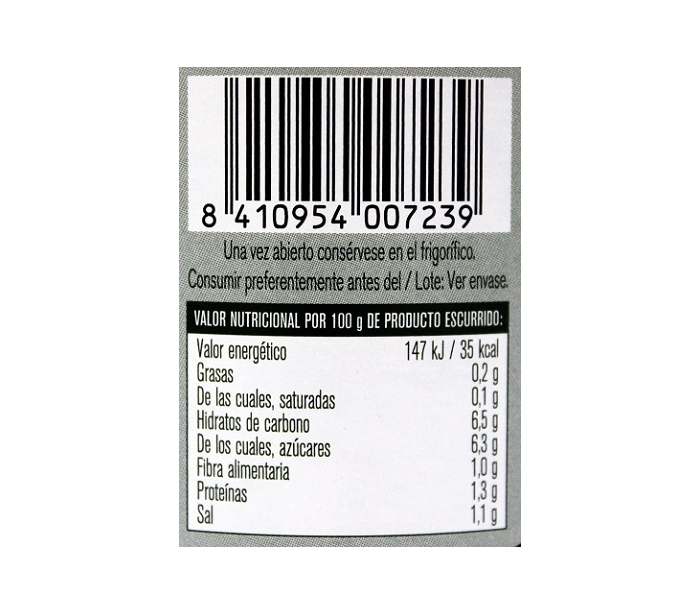 8 410954 007239
Una vez abierto consérvese en el frigorífico.
Consumir preferentemente antes del / Lote: Ver envase.
VALOR NUTRICIONAL POR 100 g DE PRODUCTO ESCURRIDO:
Valor energético 147 kJ / 35 kcal
Grasas 0,2 g
De las cuales, saturadas 0,1 g
Hidratos de carbono 6,5 g
De los cuales, azúcares 6,3 g
Fibra alimentaria 1,0 g
Proteínas 1,3 g
Sal 1,1 g